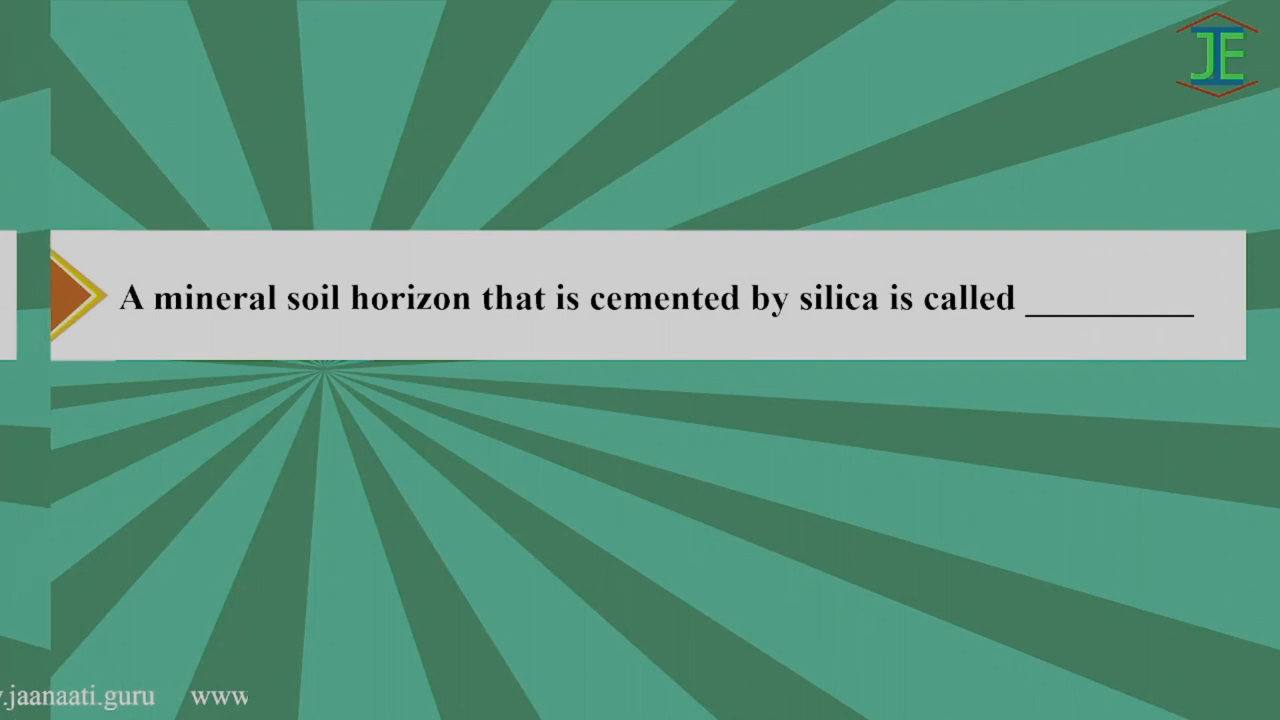 JE
A mineral soil horizon that is cemented by silica is called __________
.jaanaati.guru www